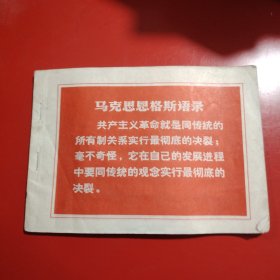 马克思恩格斯语录
共产主义革命就是同传统的
所有制关系实行最彻底的决裂；
毫不奇怪，它在自己的发展进程
中要同传统的观念实行最彻底的
决裂。